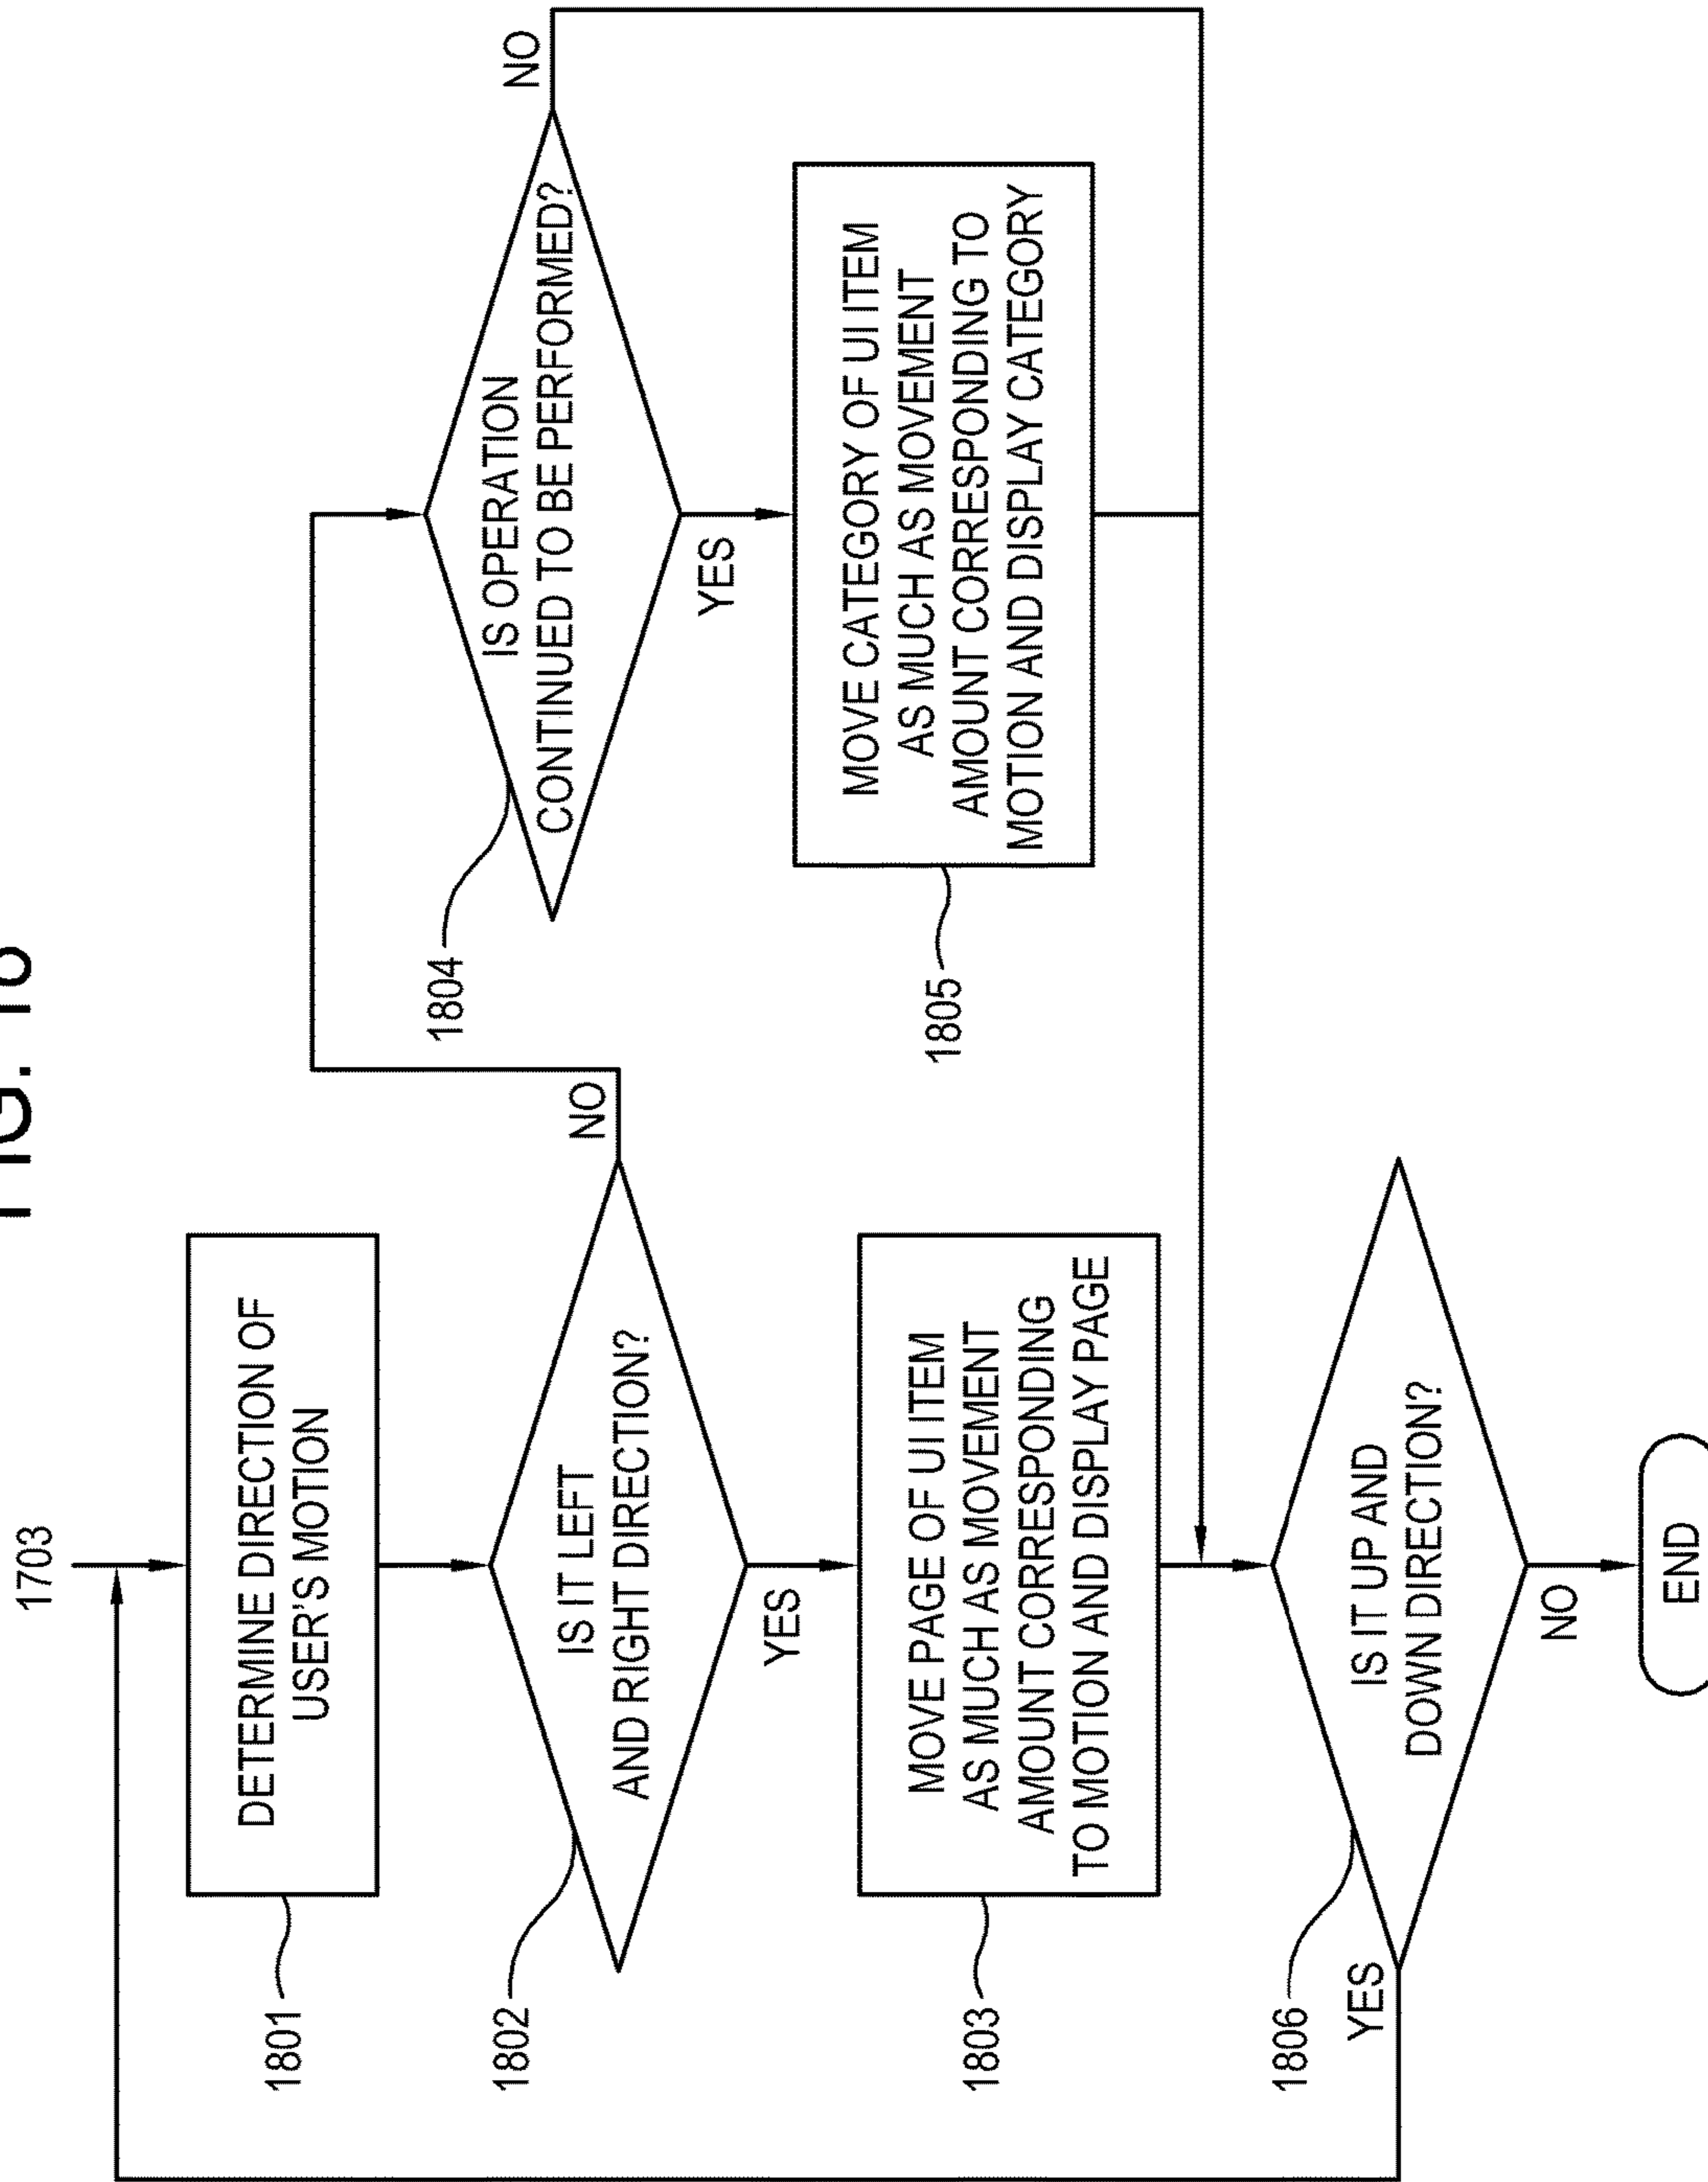 FIG. 18
1703
1801
DETERMINE DIRECTION OF
USER'S MOTION
1802
IS IT LEFT
AND RIGHT DIRECTION?
NO
YES
1803
MOVE PAGE OF UI ITEM
AS MUCH AS MOVEMENT
AMOUNT CORRESPONDING
TO MOTION AND DISPLAY PAGE
1804
IS OPERATION
CONTINUED TO BE PERFORMED?
NO
YES
1805
MOVE CATEGORY OF UI ITEM
AS MUCH AS MOVEMENT
AMOUNT CORRESPONDING TO
MOTION AND DISPLAY CATEGORY
1806
IS IT UP AND
DOWN DIRECTION?
YES
NO
END